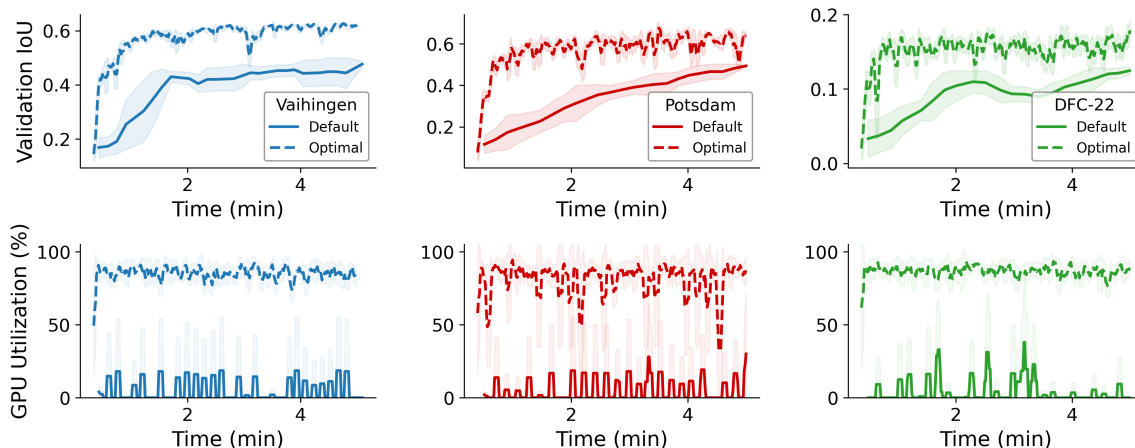 Validation IoU
0.6
0.4
0.2
2
4
Time (min)
Vaihingen
Default
Optimal
0.6
0.4
0.2
2
4
Time (min)
Potsdam
Default
Optimal
0.2
0.1
0.0
2
4
Time (min)
DFC-22
Default
Optimal
GPU Utilization (%)
100
50
0
2
4
Time (min)
100
50
0
2
4
Time (min)
100
50
0
2
4
Time (min)